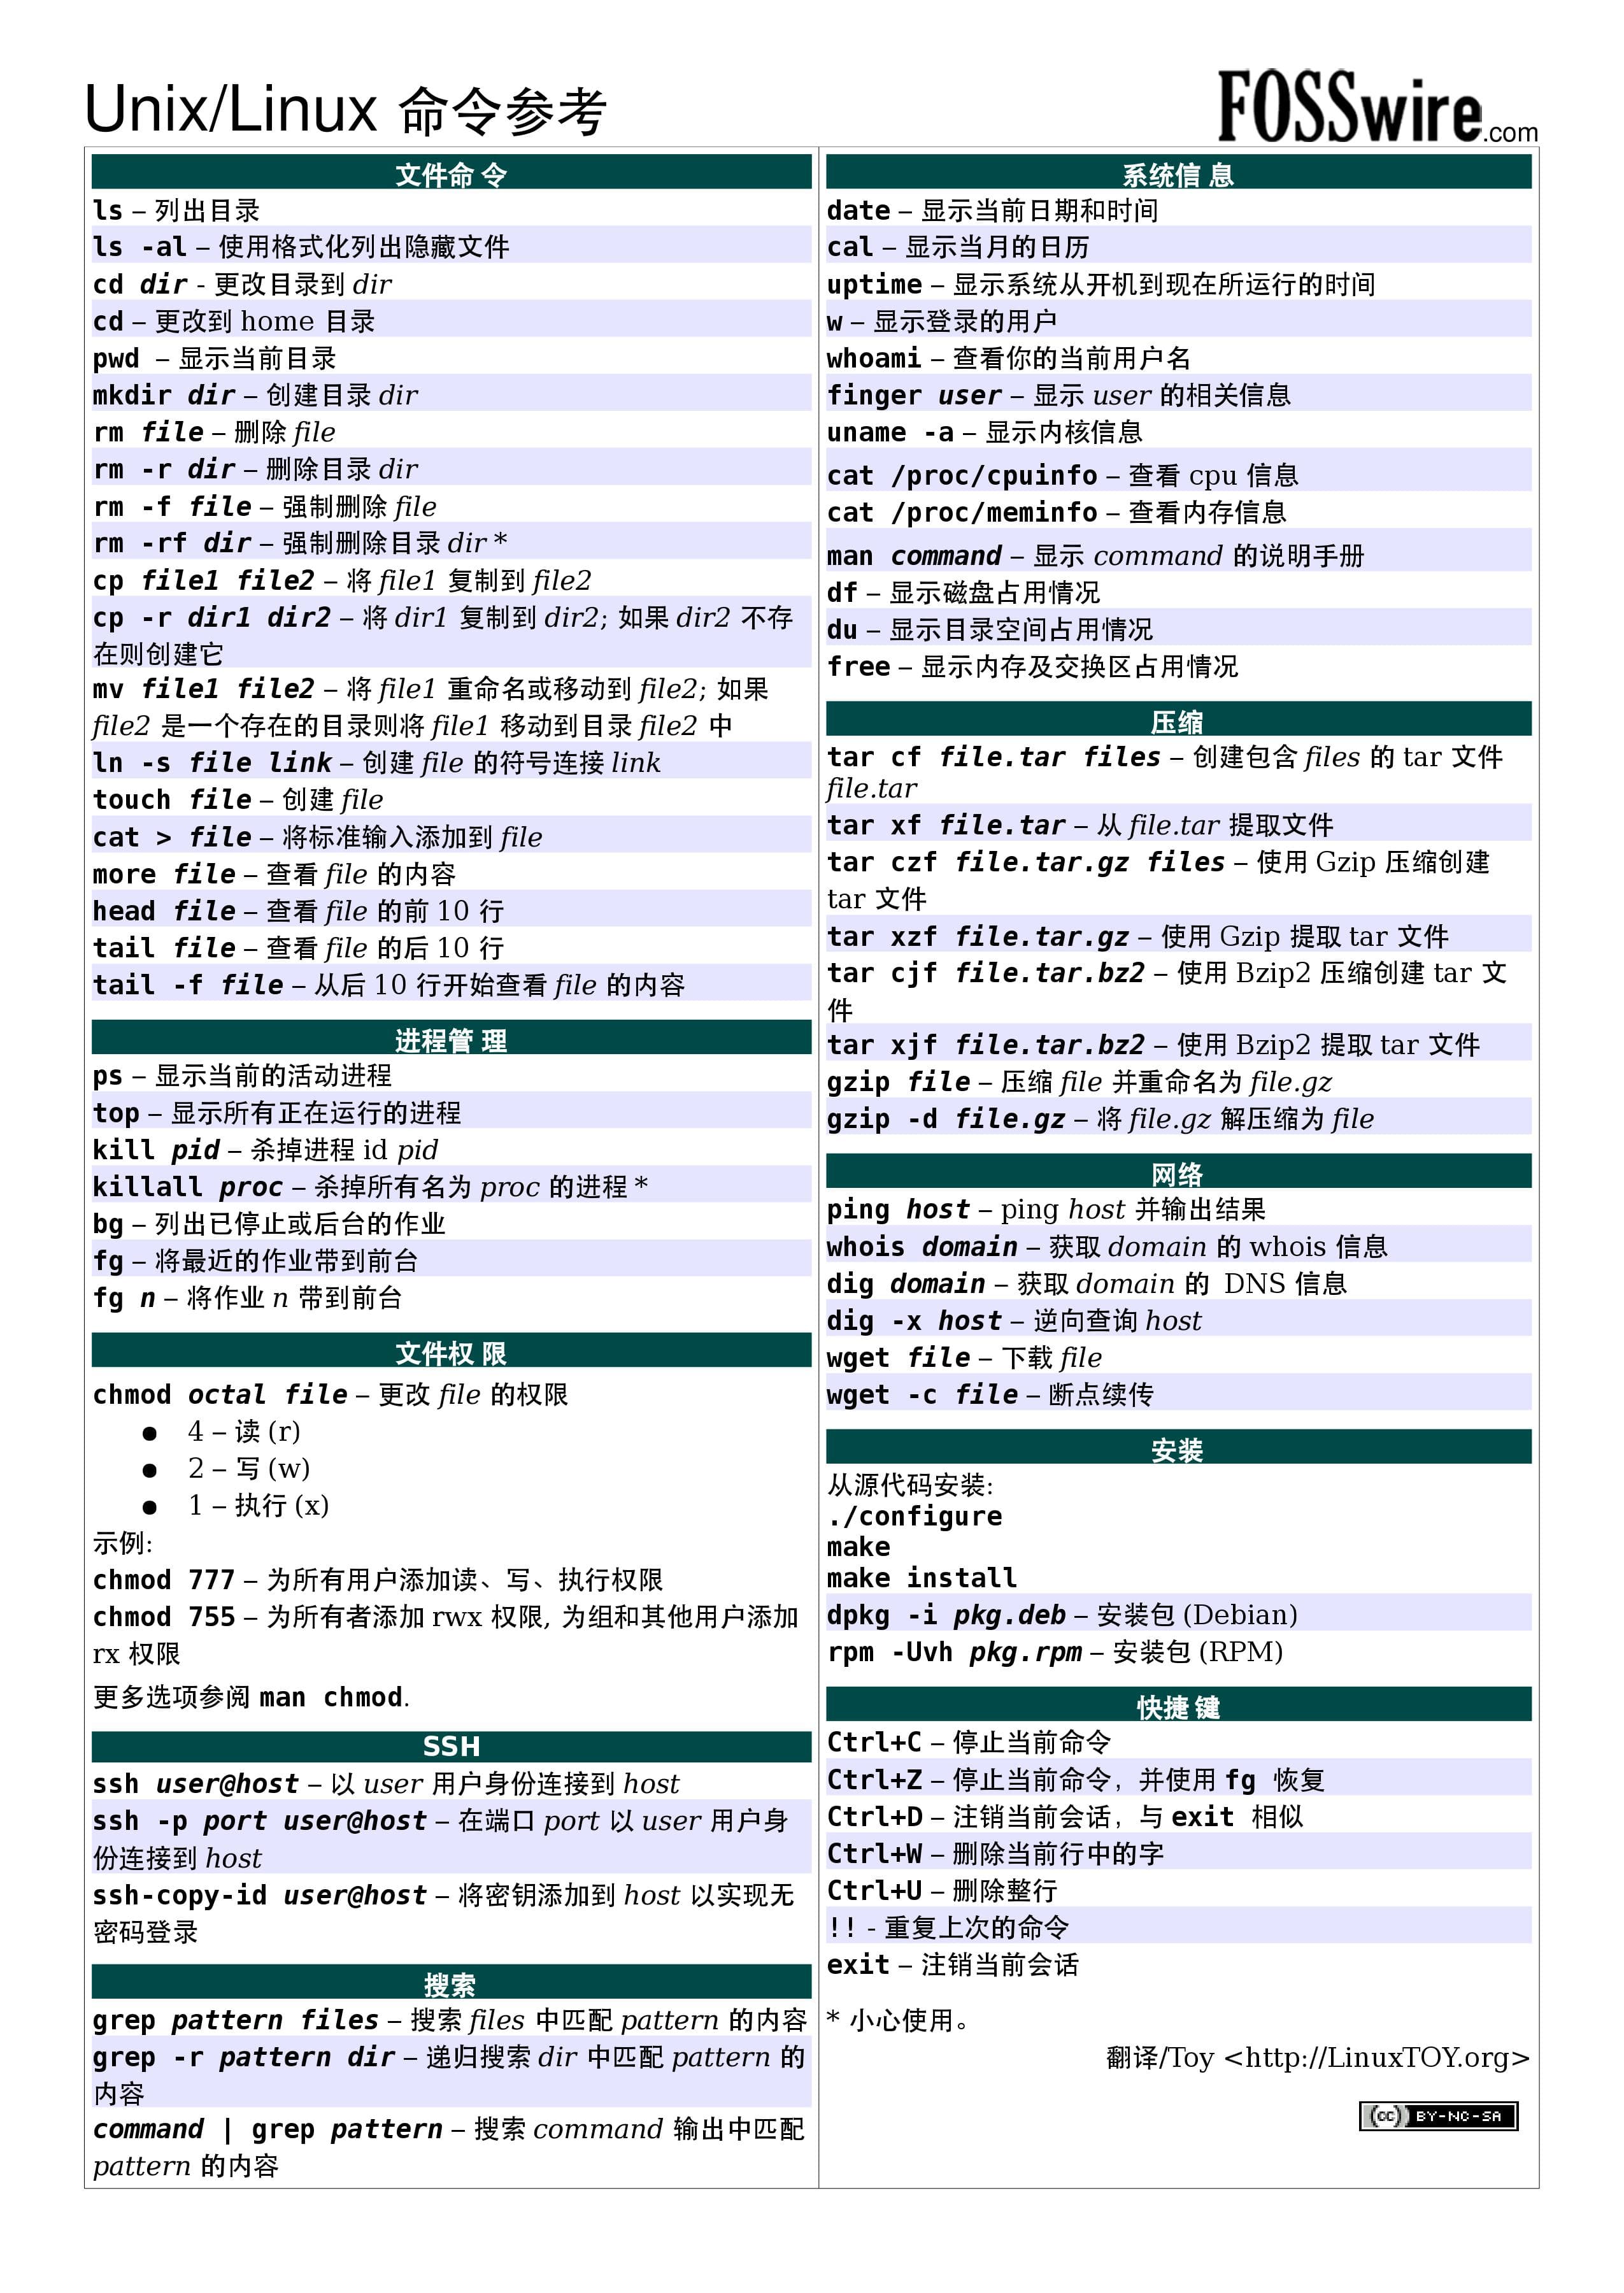 Unix/Linux 命令参考
FOSSwire.com
文件命令
ls – 列出目录
ls -al – 使用格式化列出隐藏文件
cd dir - 更改目录到 dir
cd – 更改到 home 目录
pwd – 显示当前目录
mkdir dir – 创建目录 dir
rm file – 删除 file
rm -r dir – 删除目录 dir
rm -f file – 强制删除 file
rm -rf dir – 强制删除目录 dir *
cp file1 file2 – 将 file1 复制到 file2
cp -r dir1 dir2 – 将 dir1 复制到 dir2; 如果 dir2 不存
在则创建它
mv file1 file2 – 将 file1 重命名或移动到 file2; 如果
file2 是一个存在的目录则将 file1 移动到目录 file2 中
ln -s file link – 创建 file 的符号连接 link
touch file – 创建 file
cat > file – 将标准输入添加到 file
more file – 查看 file 的内容
head file – 查看 file 的前 10 行
tail file – 查看 file 的后 10 行
tail -f file – 从后 10 行开始查看 file 的内容
进程管理
ps – 显示当前的活动进程
top – 显示所有正在运行的进程
kill pid – 杀掉进程 id pid
killall proc – 杀掉所有名为 proc 的进程 *
bg – 列出已停止或后台的作业
fg – 将最近的作业带到前台
fg n – 将作业 n 带到前台
文件权限
chmod octal file – 更改 file 的权限
● 4 – 读 (r)
● 2 – 写 (w)
● 1 – 执行 (x)
示例:
chmod 777 – 为所有用户添加读、写、执行权限
chmod 755 – 为所有者添加 rwx 权限, 为组和其他用户添加
rx 权限
更多选项参阅 man chmod.
SSH
ssh user@host – 以 user 用户身份连接到 host
ssh -p port user@host – 在端口 port 以 user 用户身
份连接到 host
ssh-copy-id user@host – 将密钥添加到 host 以实现无
密码登录
搜索
grep pattern files – 搜索 files 中匹配 pattern 的内容
grep -r pattern dir – 递归搜索 dir 中匹配 pattern 的
内容
command | grep pattern – 搜索 command 输出中匹配
pattern 的内容
系统信息
date – 显示当前日期和时间
cal – 显示当月的日历
uptime – 显示系统从开机到现在所运行的时间
w – 显示登录的用户
whoami – 查看你的当前用户名
finger user – 显示 user 的相关信息
uname -a – 显示内核信息
cat /proc/cpuinfo – 查看 cpu 信息
cat /proc/meminfo – 查看内存信息
man command – 显示 command 的说明手册
df – 显示磁盘占用情况
du – 显示目录空间占用情况
free – 显示内存及交换区占用情况
压缩
tar cf file.tar files – 创建包含 files 的 tar 文件
file.tar
tar xf file.tar – 从 file.tar 提取文件
tar czf file.tar.gz files – 使用 Gzip 压缩创建
tar 文件
tar xzf file.tar.gz – 使用 Gzip 提取 tar 文件
tar cjf file.tar.bz2 – 使用 Bzip2 压缩创建 tar 文
件
tar xjf file.tar.bz2 – 使用 Bzip2 提取 tar 文件
gzip file – 压缩 file 并重命名为 file.gz
gzip -d file.gz – 将 file.gz 解压缩为 file
网络
ping host – ping host 并输出结果
whois domain – 获取 domain 的 whois 信息
dig domain – 获取 domain 的 DNS 信息
dig -x host – 逆向查询 host
wget file – 下载 file
wget -c file – 断点续传
安装
从源代码安装:
./configure
make
make install
dpkg -i pkg.deb – 安装包 (Debian)
rpm -Uvh pkg.rpm – 安装包 (RPM)
快捷键
Ctrl+C – 停止当前命令
Ctrl+Z – 停止当前命令，并使用 fg 恢复
Ctrl+D – 注销当前会话，与 exit 相似
Ctrl+W – 删除当前行中的字
Ctrl+U – 删除整行
!! - 重复上次的命令
exit – 注销当前会话
* 小心使用。
翻译/Toy <http://LinuxTOY.org>
(cc) BY-NC-SA